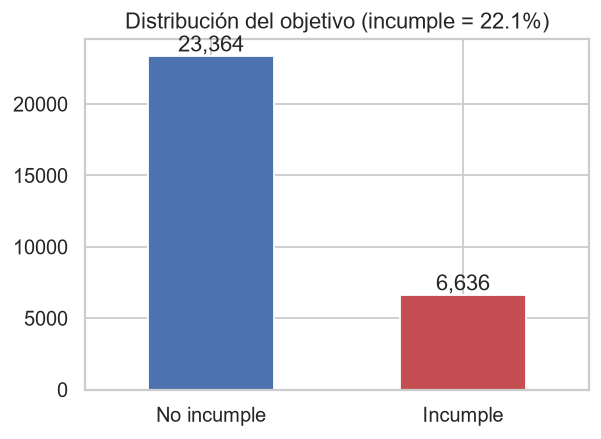 Distribución del objetivo (incumple = 22.1%)
23,364
20000
15000
10000
6,636
5000
0
No incumple
Incumple